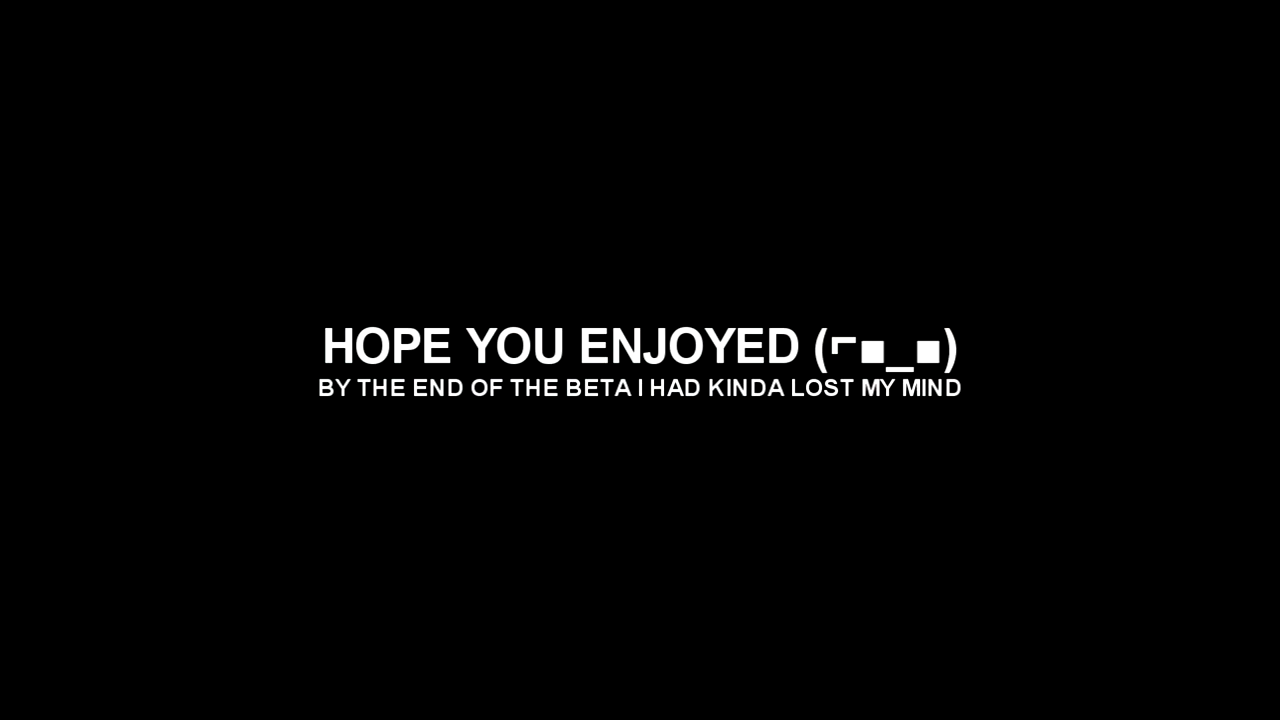 HOPE YOU ENJOYED (⌐■_■)
BY THE END OF THE BETA I HAD KINDA LOST MY MIND